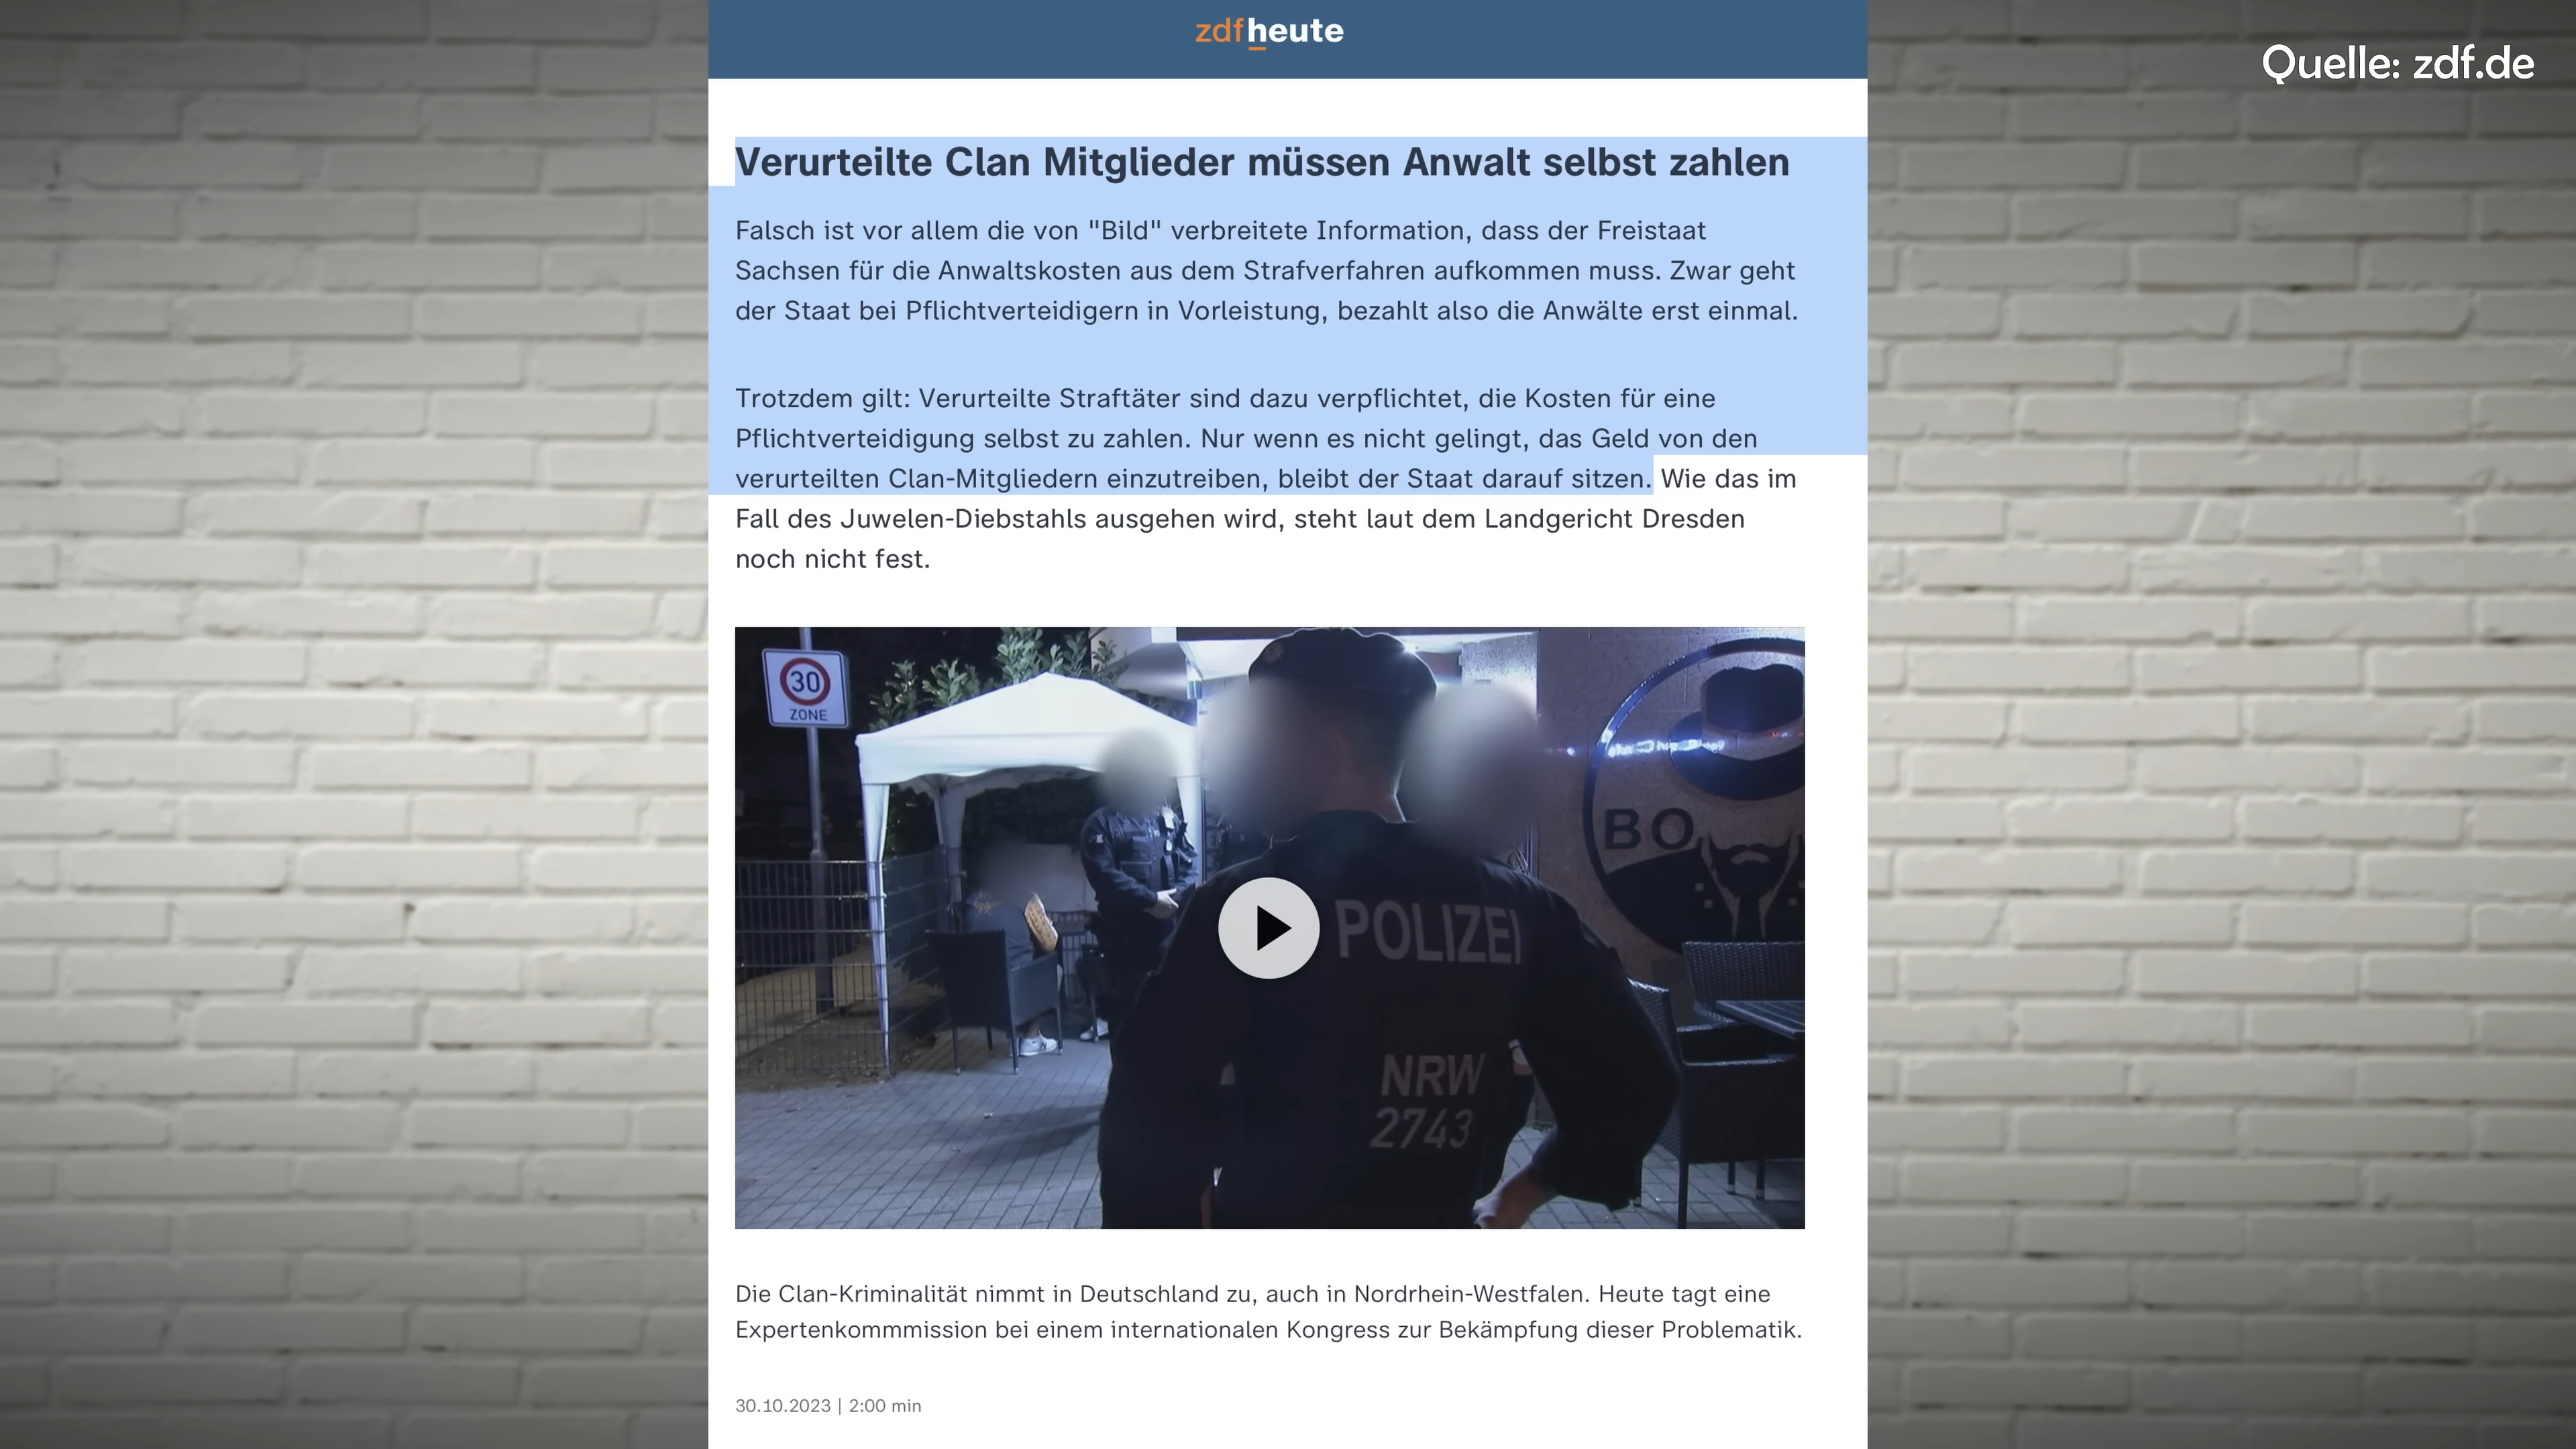 zdfheute
Quelle: zdf.de
Verurteilte Clan Mitglieder müssen Anwalt selbst zahlen
Falsch ist vor allem die von "Bild" verbreitete Information, dass der Freistaat
Sachsen für die Anwaltskosten aus dem Strafverfahren aufkommen muss. Zwar geht
der Staat bei Pflichtverteidigern in Vorleistung, bezahlt also die Anwälte erst einmal.
Trotzdem gilt: Verurteilte Straftäter sind dazu verpflichtet, die Kosten für eine
Pflichtverteidigung selbst zu zahlen. Nur wenn es nicht gelingt, das Geld von den
verurteilten Clan-Mitgliedern einzutreiben, bleibt der Staat darauf sitzen. Wie das im
Fall des Juwelen-Diebstahls ausgehen wird, steht laut dem Landgericht Dresden
noch nicht fest.
30
ZONE
BO
POLIZEI
NRW
2743
Die Clan-Kriminalität nimmt in Deutschland zu, auch in Nordrhein-Westfalen. Heute tagt eine
Expertenkommmission bei einem internationalen Kongress zur Bekämpfung dieser Problematik.
30.10.2023 | 2:00 min